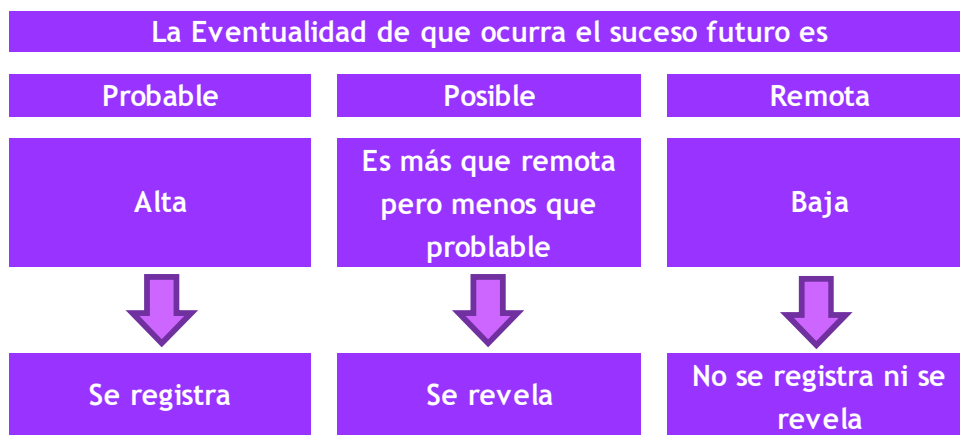 La Eventualidad de que ocurra el suceso futuro es
Probable
Posible
Remota
Alta
Es más que remota
pero menos que
problable
Baja
Se registra
Se revela
No se registra ni se
revela